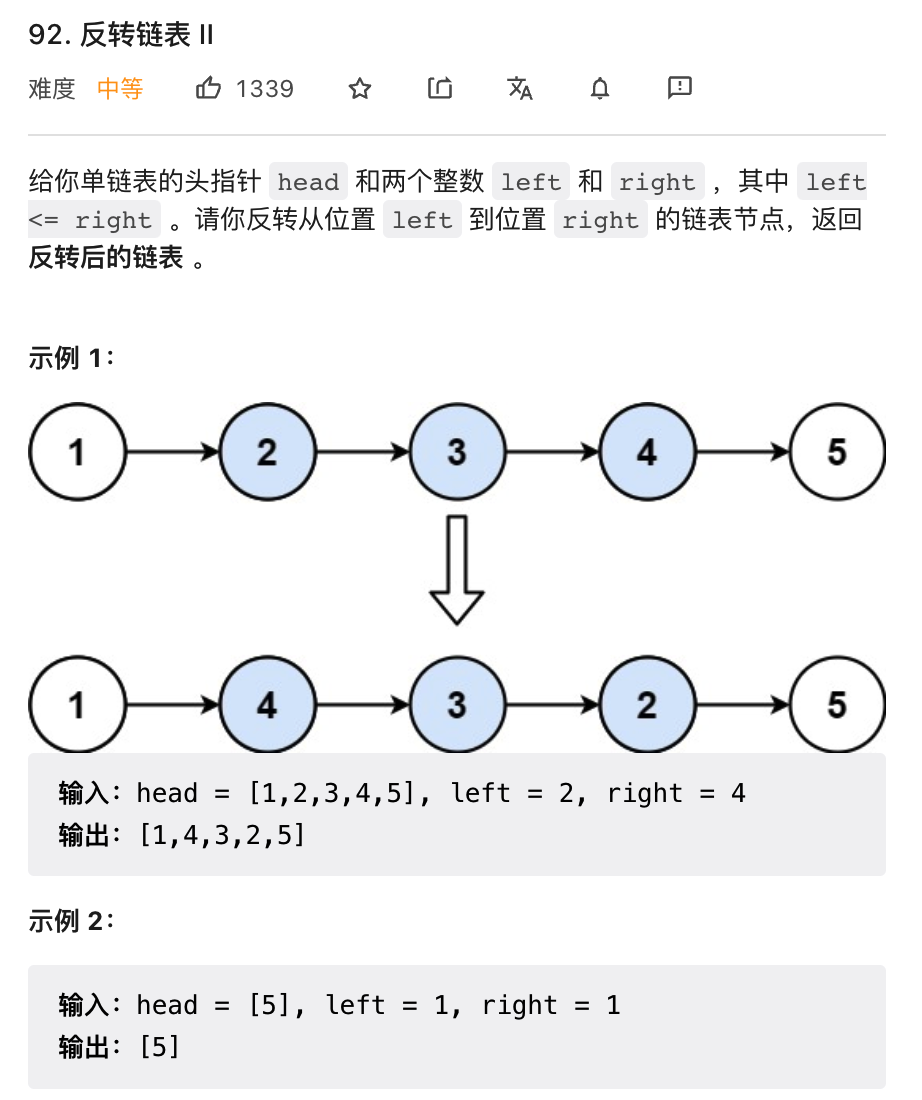 92. 反转链表 II
难度 中等 1339
给你单链表的头指针 head 和两个整数 left 和 right ，其中 left
<= right 。请你反转从位置 left 到位置 right 的链表节点，返回
反转后的链表 。
示例 1：
1 2 3 4 5
1 4 3 2 5
输入：head = [1,2,3,4,5], left = 2, right = 4
输出：[1,4,3,2,5]
示例 2：
输入：head = [5], left = 1, right = 1
输出：[5]